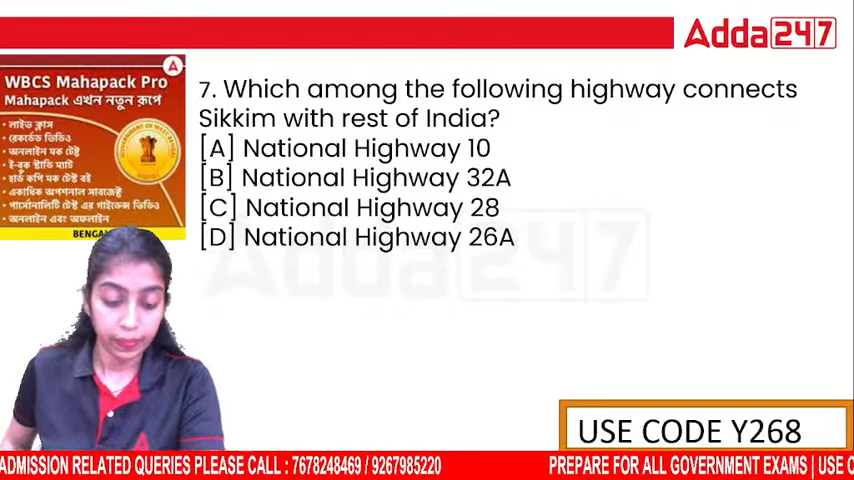 Adda247
WBCS Mahapack Pro
Mahapack এখন নতুন রূপে
• লাইভ ক্লাস
• রেকর্ডেড ভিডিও
• অনলাইন মক টেস্ট
• ই-বুক স্টাডি ম্যাট
• হার্ড কপি মক টেস্ট বই
• একাধিক অপশনাল সাবজেক্ট
• পার্সোনালিটি টেস্ট এর গাইডেন্স ভিডিও
• অনলাইন এবং অফলাইন
7. Which among the following highway connects
Sikkim with rest of India?
[A] National Highway 10
[B] National Highway 32A
[C] National Highway 28
[D] National Highway 26A
Adda247
USE CODE Y268
ADMISSION RELATED QUERIES PLEASE CALL : 7678248469 / 9267985220
PREPARE FOR ALL GOVERNMENT EXAMS | USE